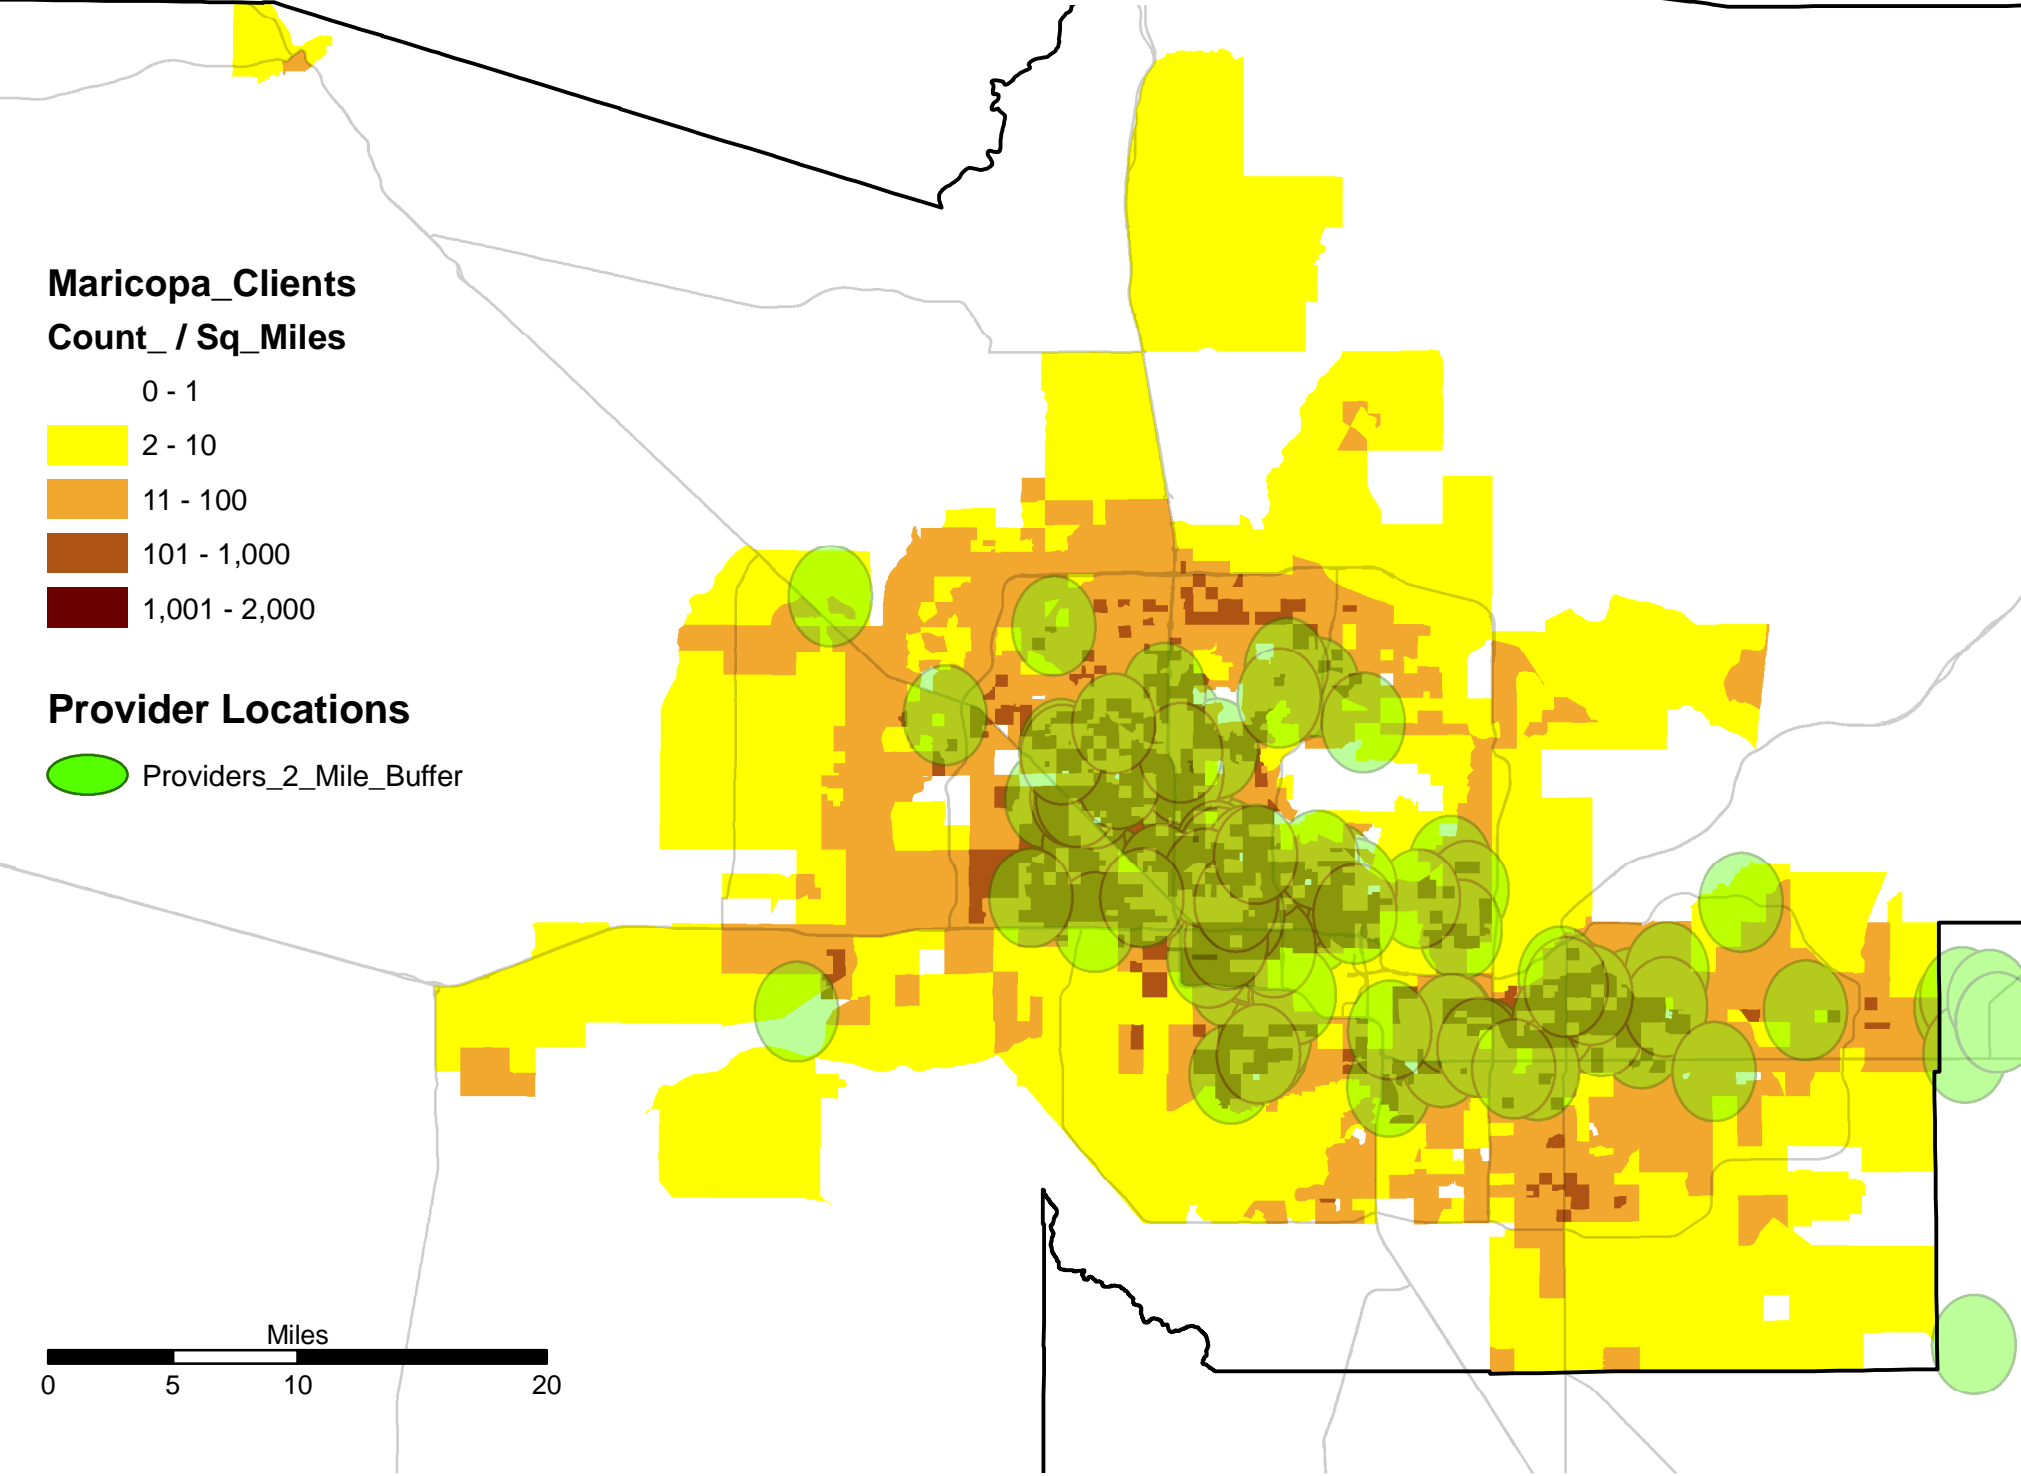 Maricopa_Clients
Count_ / Sq_Miles
0 - 1
2 - 10
11 - 100
101 - 1,000
1,001 - 2,000
Provider Locations
Providers_2_Mile_Buffer
Miles
0 5 10 20